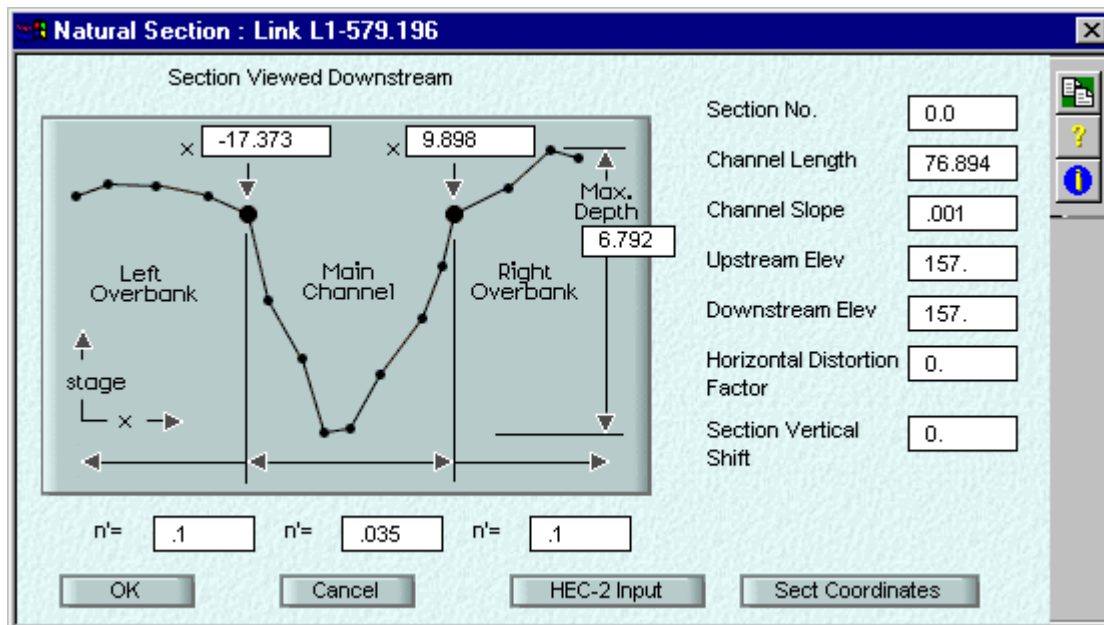 Natural Section : Link L1-579.196
Section Viewed Downstream
x -17.373
x 9.898
Max.
Depth
6.792
Left
Overbank
Main
Channel
Right
Overbank
stage
x
n'= .1
n'= .035
n'= .1
Section No. 0.0
Channel Length 76.894
Channel Slope .001
Upstream Elev 157.
Downstream Elev 157.
Horizontal Distortion
Factor 0.
Section Vertical
Shift 0.
?
i
OK
Cancel
HEC-2 Input
Sect Coordinates